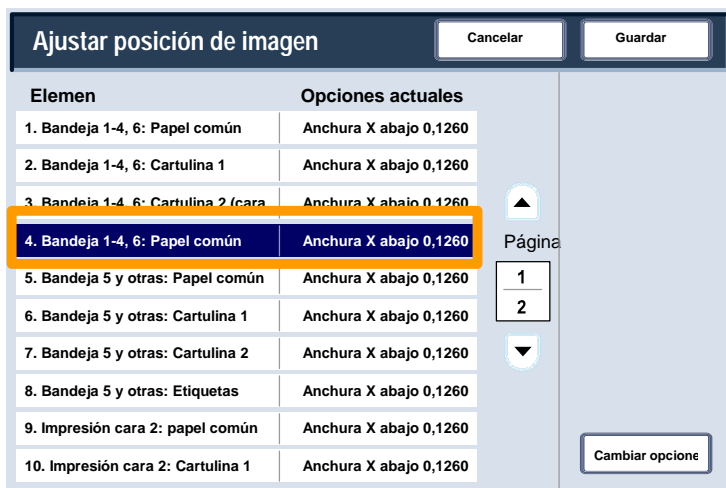 Ajustar posición de imagen
Cancelar
Guardar
Elemen
Opciones actuales
1. Bandeja 1-4, 6: Papel común
Anchura X abajo 0,1260
2. Bandeja 1-4, 6: Cartulina 1
Anchura X abajo 0,1260
3. Bandeja 1-4, 6: Cartulina 2 (cara
Anchura X abajo 0,1260
4. Bandeja 1-4, 6: Papel común
Anchura X abajo 0,1260
5. Bandeja 5 y otras: Papel común
Anchura X abajo 0,1260
6. Bandeja 5 y otras: Cartulina 1
Anchura X abajo 0,1260
7. Bandeja 5 y otras: Cartulina 2
Anchura X abajo 0,1260
8. Bandeja 5 y otras: Etiquetas
Anchura X abajo 0,1260
9. Impresión cara 2: papel común
Anchura X abajo 0,1260
10. Impresión cara 2: Cartulina 1
Anchura X abajo 0,1260
Página
1
2
Cambiar opcione